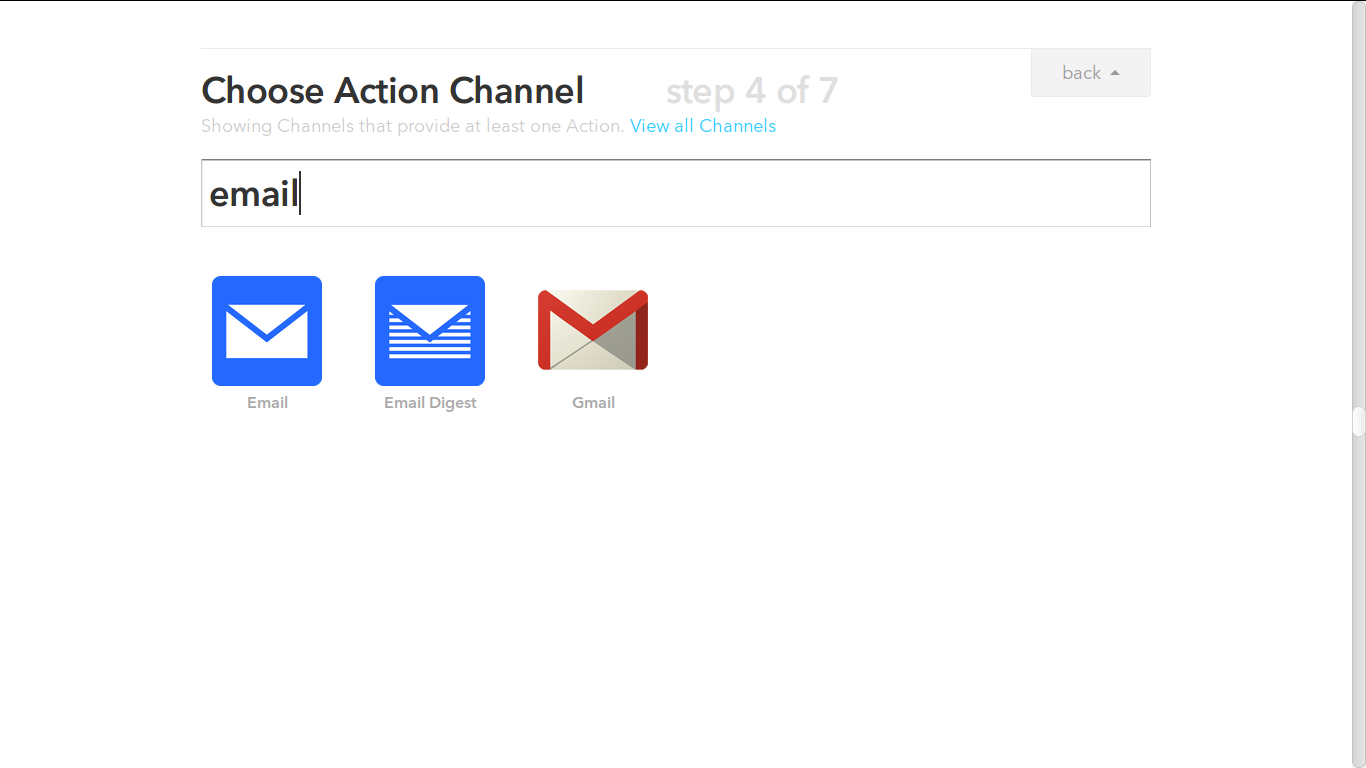 back
Choose Action Channel step 4 of 7
Showing Channels that provide at least one Action. View all Channels
email
Email Email Digest Gmail